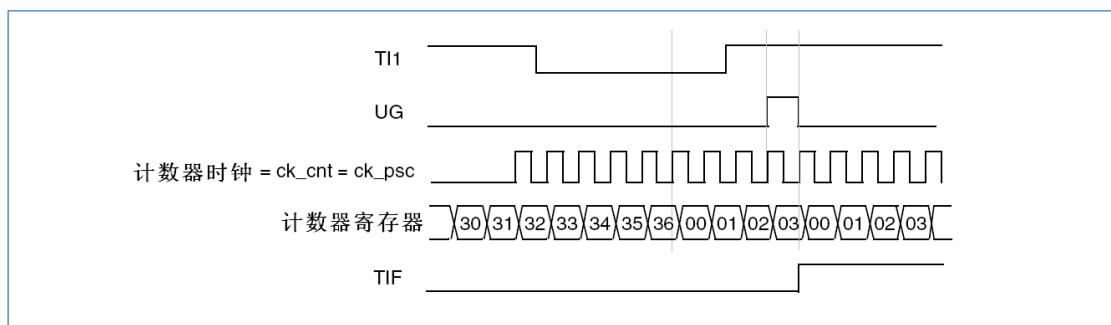 TI1
UG
计数器时钟 = ck_cnt = ck_psc
计数器寄存器 30 31 32 33 34 35 36 00 01 02 03 00 01 02 03
TIF